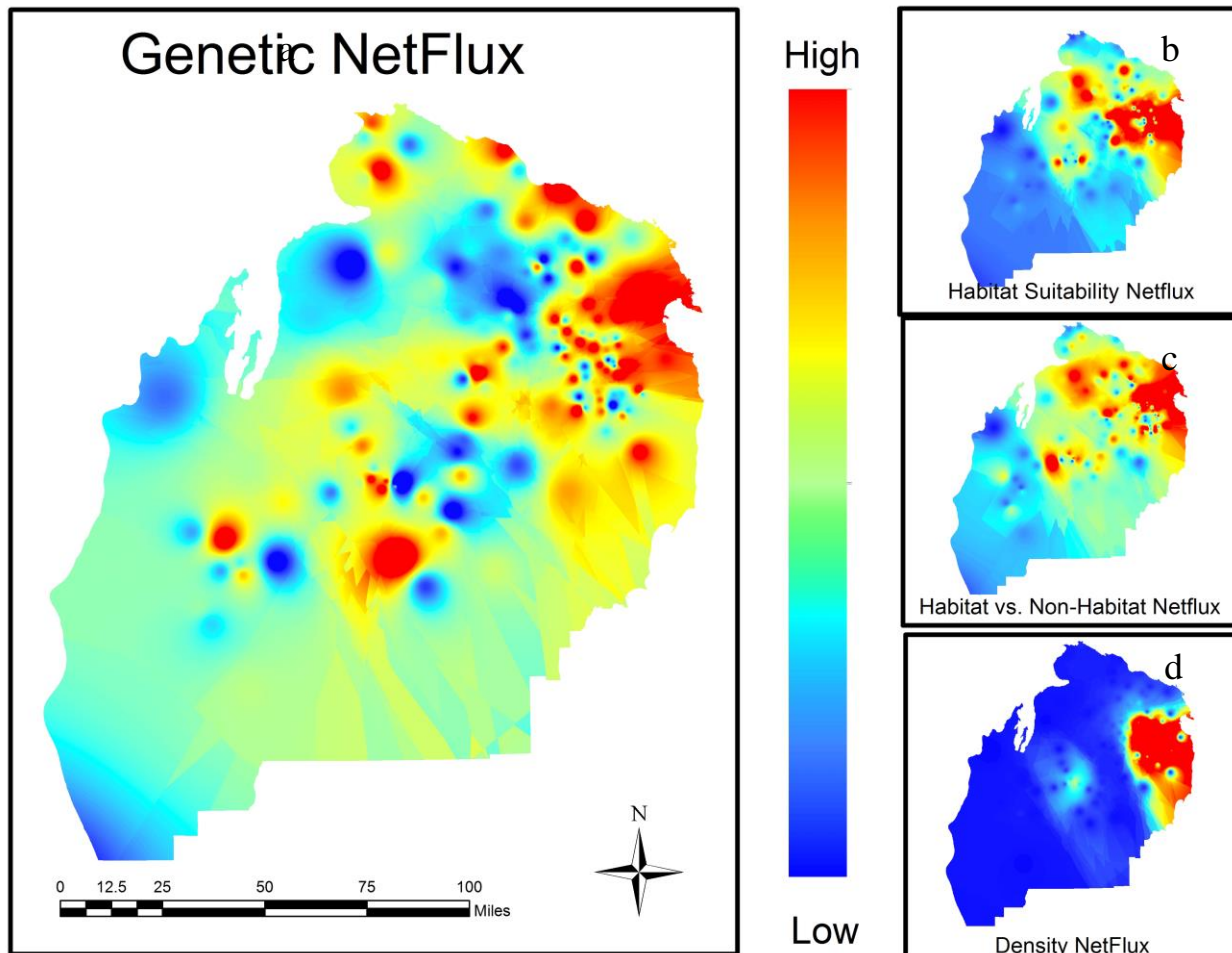 Genetic NetFlux
a
High
Low
N
0 12.5 25 50 75 100
Miles
b
Habitat Suitability Netflux
c
Habitat vs. Non-Habitat Netflux
d
Density NetFlux